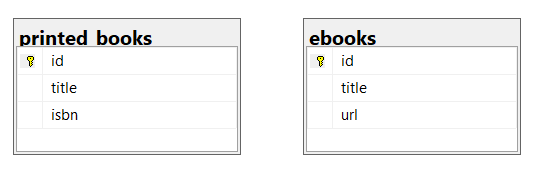 printed_books
id
title
isbn
ebooks
id
title
url